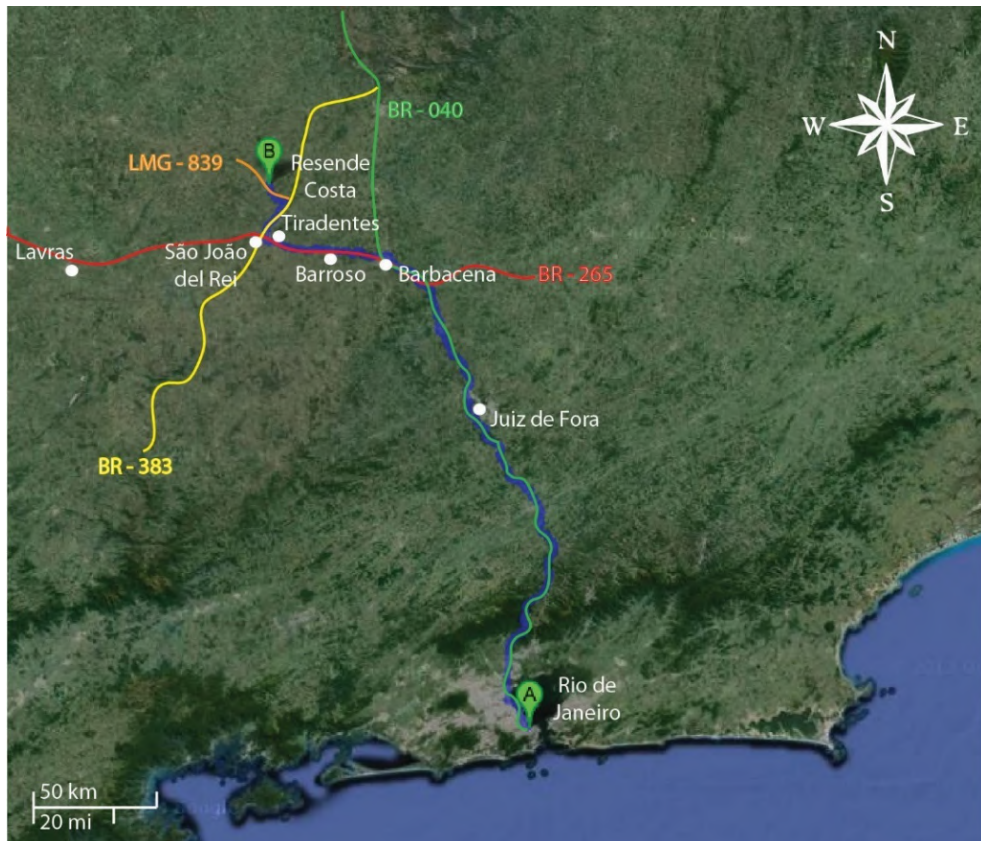 N
BR - 040
W
E
B
LMG - 839
Resende
Costa
S
Tiradentes
Lavras
São João
del Rei
Barroso
Barbacena
BR - 265
Juiz de Fora
BR - 383
A
Rio de
Janeiro
50 km
20 mi